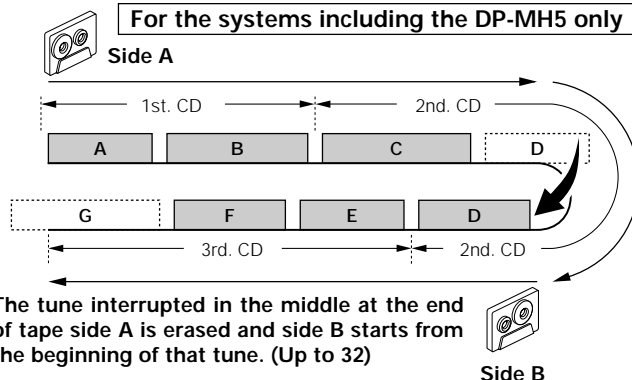 For the systems including the DP-MH5 only
Side A
1st. CD 2nd. CD
A B C D
G F E D
3rd. CD 2nd. CD
The tune interrupted in the middle at the end
of tape side A is erased and side B starts from
the beginning of that tune. (Up to 32)
Side B